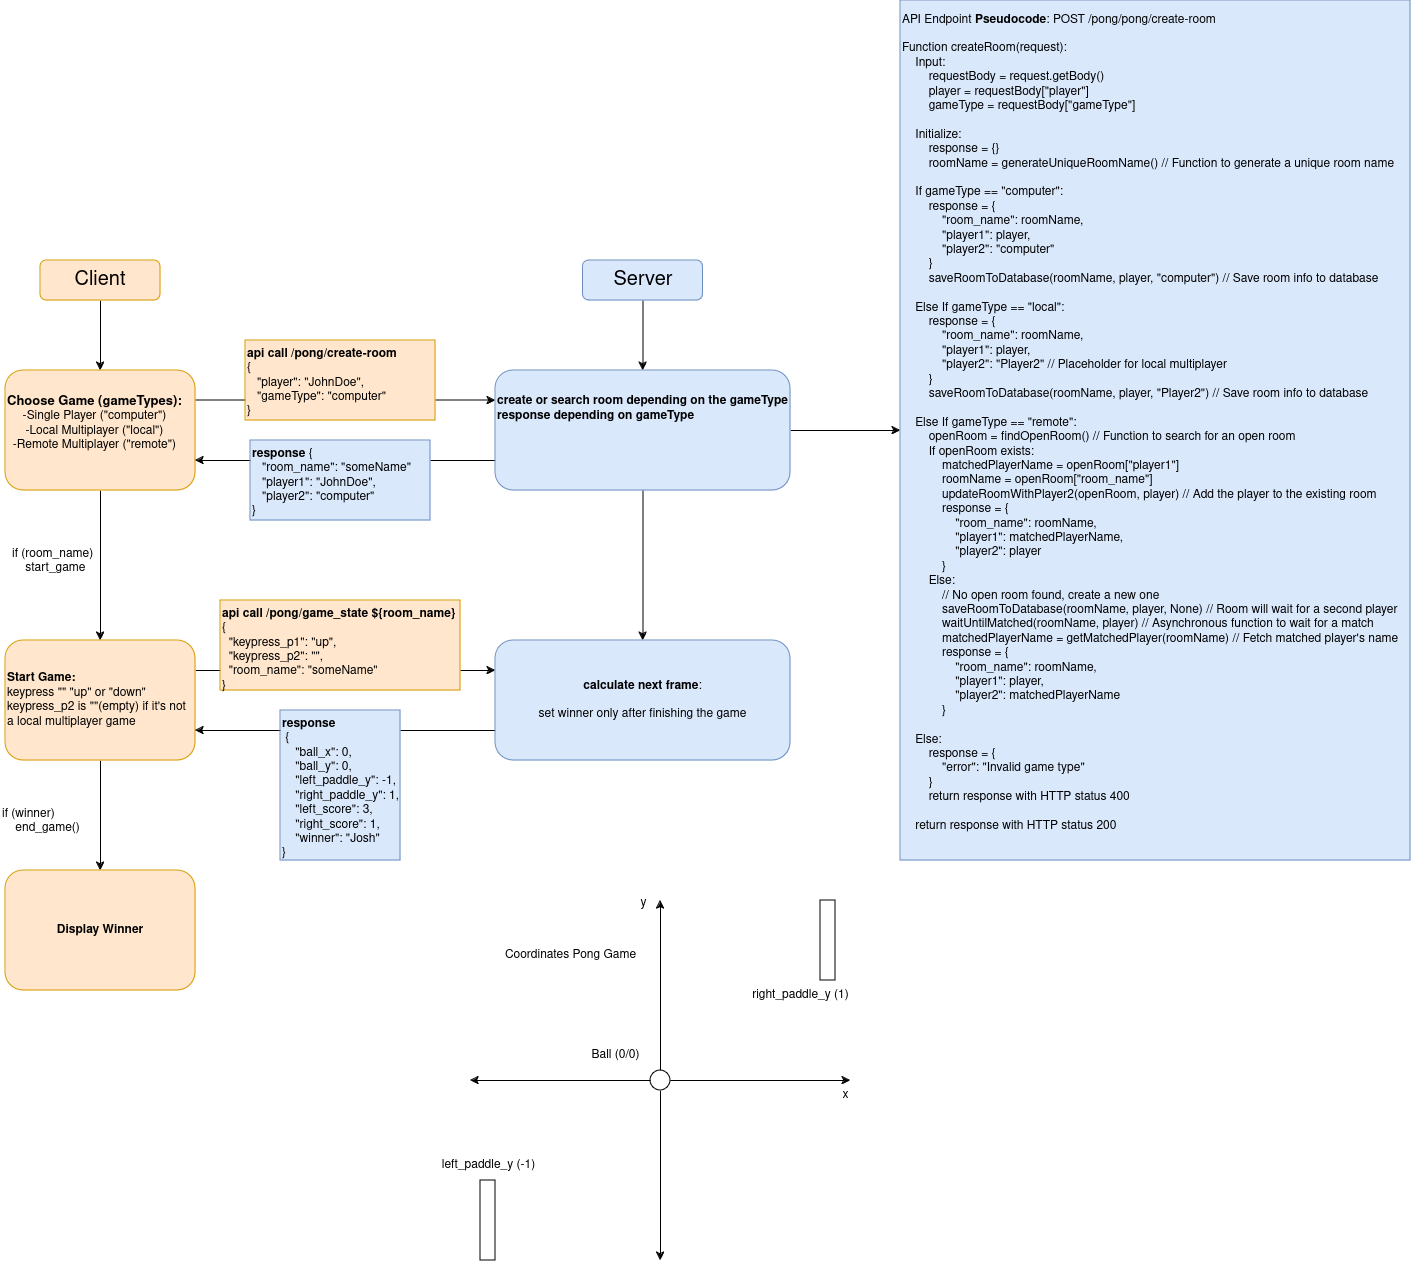 Client
Choose Game (gameTypes):
-Single Player ("computer")
-Local Multiplayer ("local")
-Remote Multiplayer ("remote")
api call /pong/create-room
{
"player": "JohnDoe",
"gameType": "computer"
}
response {
"room_name": "someName"
"player1": "JohnDoe",
"player2": "computer"
}
Server
create or search room depending on the gameType
response depending on gameType
if (room_name)
start_game
Start Game:
keypress "" "up" or "down"
keypress_p2 is ""(empty) if it's not
a local multiplayer game
api call /pong/game_state ${room_name}
{
"keypress_p1": "up",
"keypress_p2": "",
"room_name": "someName"
}
response
{
"ball_x": 0,
"ball_y": 0,
"left_paddle_y": -1,
"right_paddle_y": 1,
"left_score": 3,
"right_score": 1,
"winner": "Josh"
}
calculate next frame:
set winner only after finishing the game
if (winner)
end_game()
Display Winner
API Endpoint Pseudocode: POST /pong/pong/create-room
Function createRoom(request):
Input:
requestBody = request.getBody()
player = requestBody["player"]
gameType = requestBody["gameType"]
Initialize:
response = {}
roomName = generateUniqueRoomName() // Function to generate a unique room name
If gameType == "computer":
response = {
"room_name": roomName,
"player1": player,
"player2": "computer"
}
saveRoomToDatabase(roomName, player, "computer") // Save room info to database
Else If gameType == "local":
response = {
"room_name": roomName,
"player1": player,
"player2": "Player2" // Placeholder for local multiplayer
}
saveRoomToDatabase(roomName, player, "Player2") // Save room info to database
Else If gameType == "remote":
openRoom = findOpenRoom() // Function to search for an open room
If openRoom exists:
matchedPlayerName = openRoom["player1"]
roomName = openRoom["room_name"]
updateRoomWithPlayer2(openRoom, player) // Add the player to the existing room
response = {
"room_name": roomName,
"player1": matchedPlayerName,
"player2": player
}
Else:
// No open room found, create a new one
saveRoomToDatabase(roomName, player, None) // Room will wait for a second player
waitUntilMatched(roomName, player) // Asynchronous function to wait for a match
matchedPlayerName = getMatchedPlayer(roomName) // Fetch matched player's name
response = {
"room_name": roomName,
"player1": player,
"player2": matchedPlayerName
}
Else:
response = {
"error": "Invalid game type"
}
return response with HTTP status 400
return response with HTTP status 200
y
Coordinates Pong Game
right_paddle_y (1)
Ball (0/0)
x
left_paddle_y (-1)